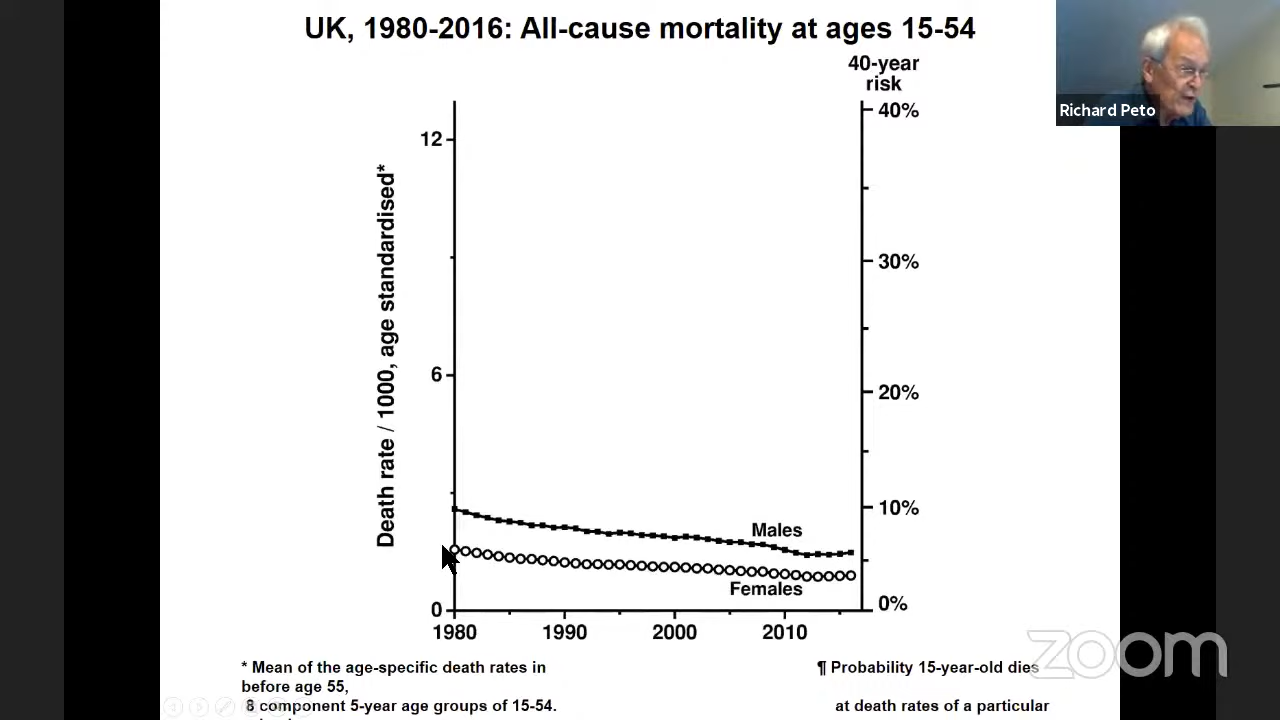 UK, 1980-2016: All-cause mortality at ages 15-54
Richard Peto
40-year
risk
Death rate / 1000, age standardised*
12
6
0
40%
30%
20%
10%
0%
Males
Females
1980 1990 2000 2010
zoom
* Mean of the age-specific death rates in
before age 55,
8 component 5-year age groups of 15-54.
¶ Probability 15-year-old dies
at death rates of a particular